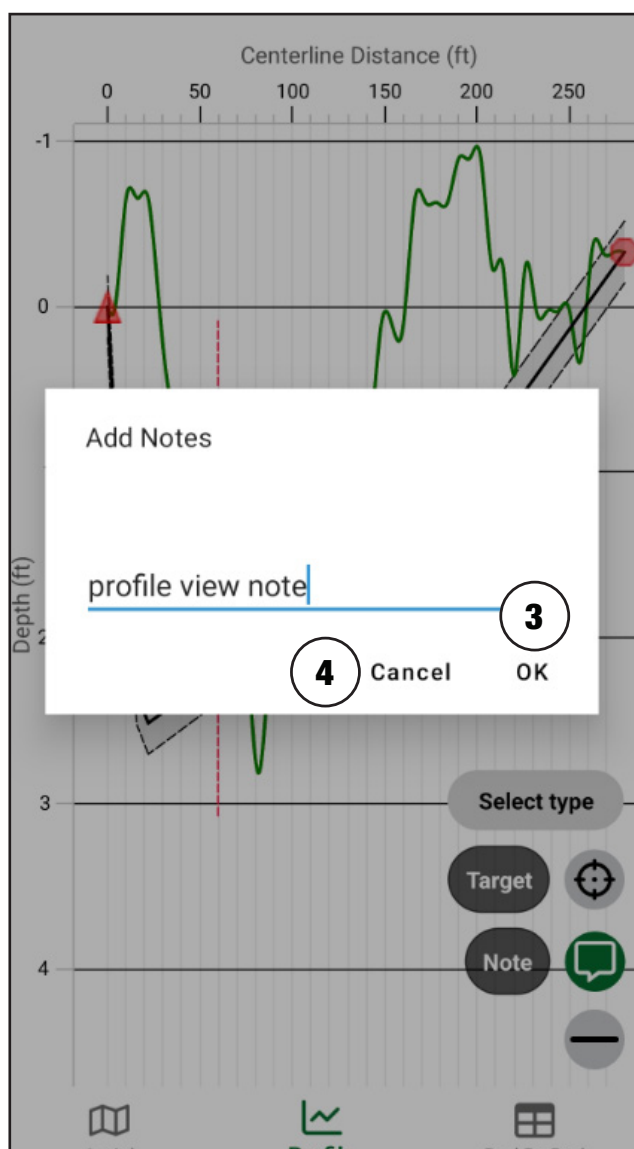 Centerline Distance (ft)
0 50 100 150 200 250
-1
0
Add Notes
profile view note
3
Depth (ft)
2
4 Cancel OK
3
Select type
Target
Note
4